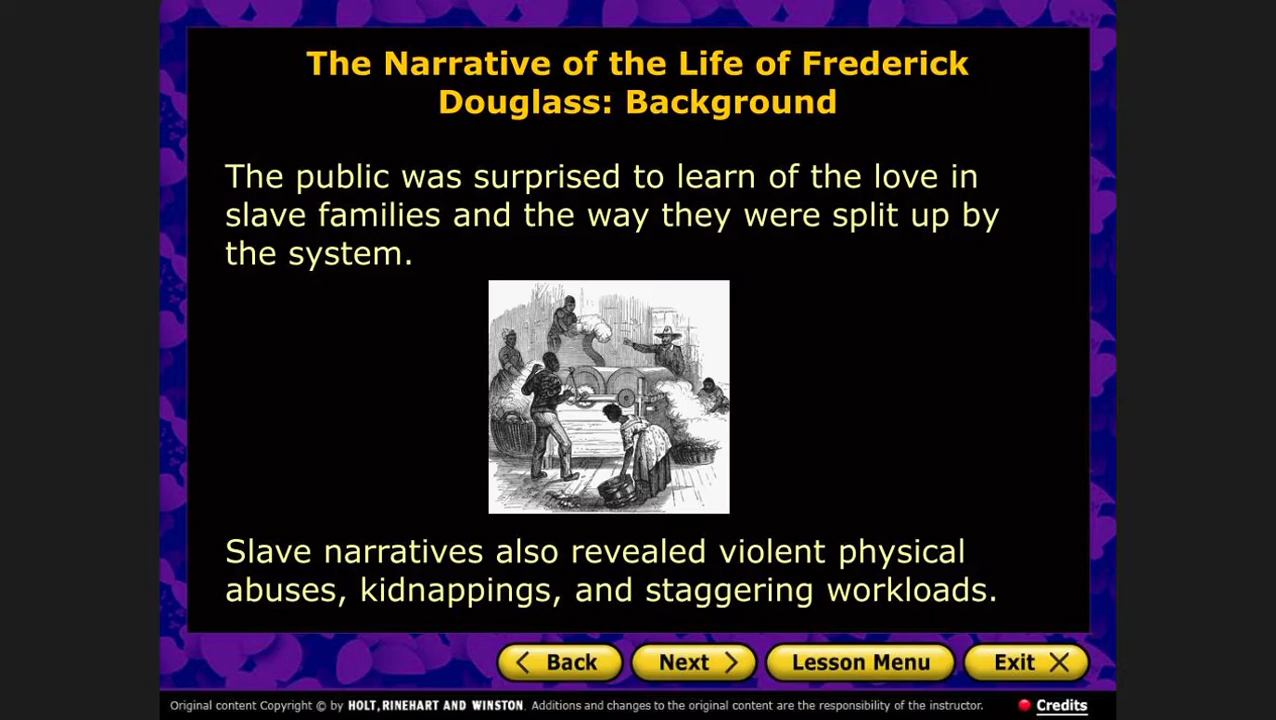 The Narrative of the Life of Frederick
Douglass: Background
The public was surprised to learn of the love in
slave families and the way they were split up by
the system.
Slave narratives also revealed violent physical
abuses, kidnappings, and staggering workloads.
Back
Next
Lesson Menu
Exit
Original content Copyright © by HOLT, RINEHART AND WINSTON. Additions and changes to the original content are the responsibility of the instructor.
Credits